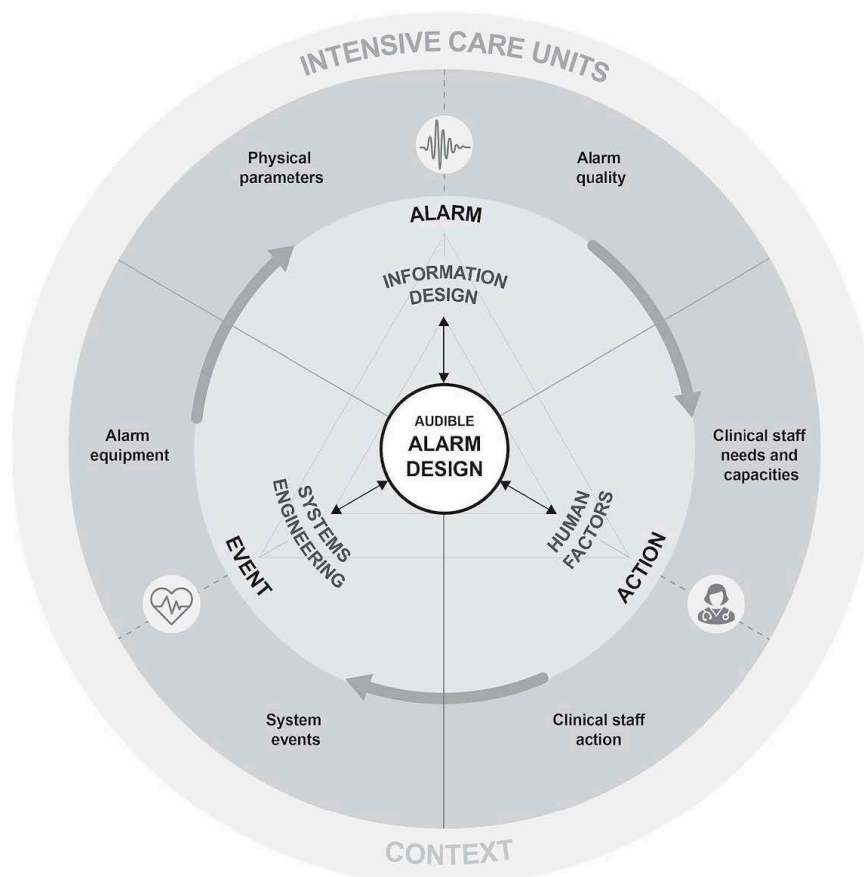 INTENSIVE CARE UNITS
Physical
parameters
Alarm
quality
ALARM
INFORMATION
DESIGN
AUDIBLE
ALARM
DESIGN
Alarm
equipment
Clinical staff
needs and
capacities
SYSTEMS
ENGINEERING
HUMAN
FACTORS
EVENT
ACTION
System
events
Clinical staff
action
CONTEXT